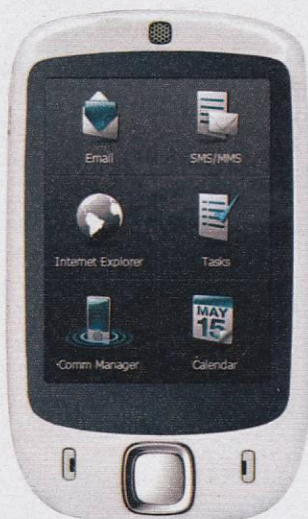 Email
SMS/MMS
Internet Explorer
Tasks
MAY
15
Comm Manager
Calendar